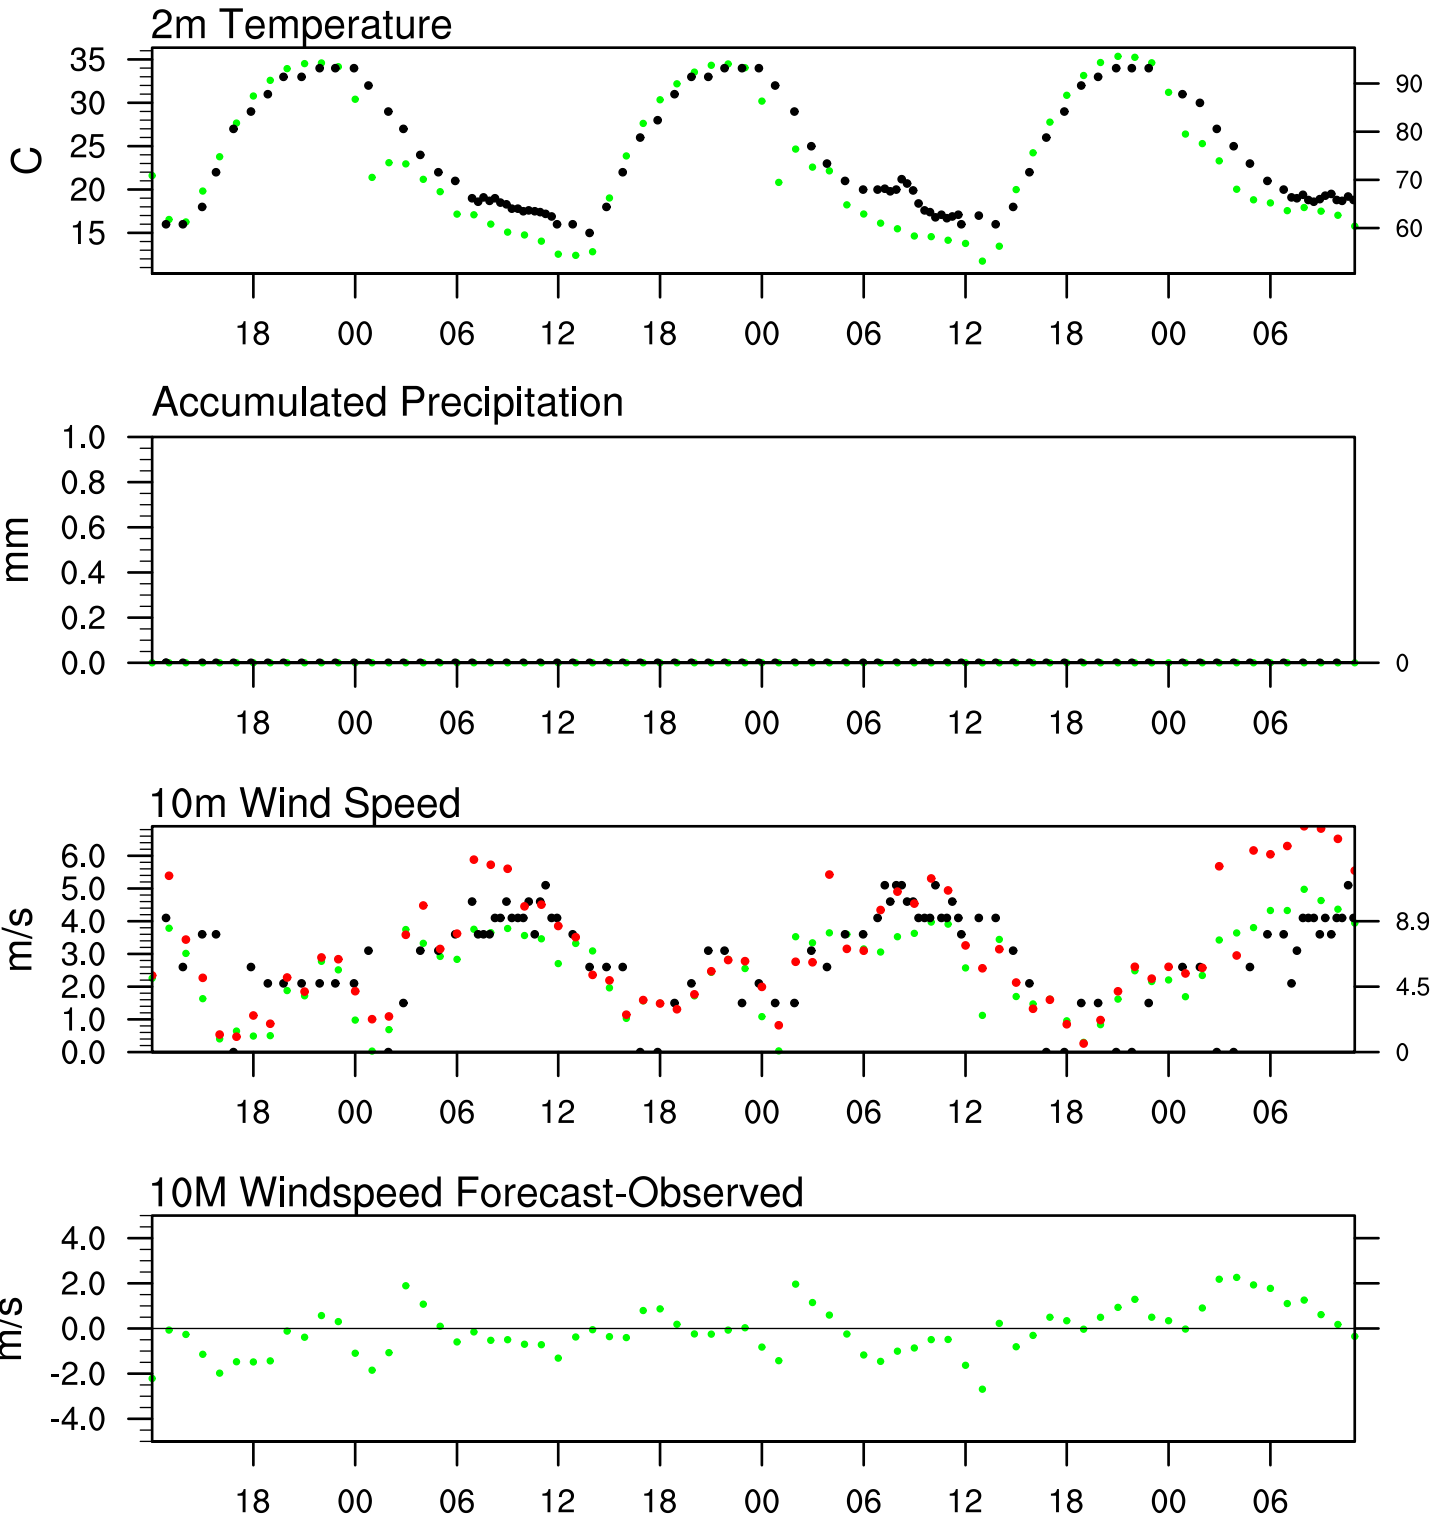 2m Temperature
35
30
25
20
15
C
90
80
70
60
18 00 06 12 18 00 06 12 18 00 06
Accumulated Precipitation
1.0
0.8
0.6
0.4
0.2
0.0
mm
0
18 00 06 12 18 00 06 12 18 00 06
10m Wind Speed
6.0
5.0
4.0
3.0
2.0
1.0
0.0
m/s
8.9
4.5
0
18 00 06 12 18 00 06 12 18 00 06
10M Windspeed Forecast-Observed
4.0
2.0
0.0
-2.0
-4.0
m/s
18 00 06 12 18 00 06 12 18 00 06